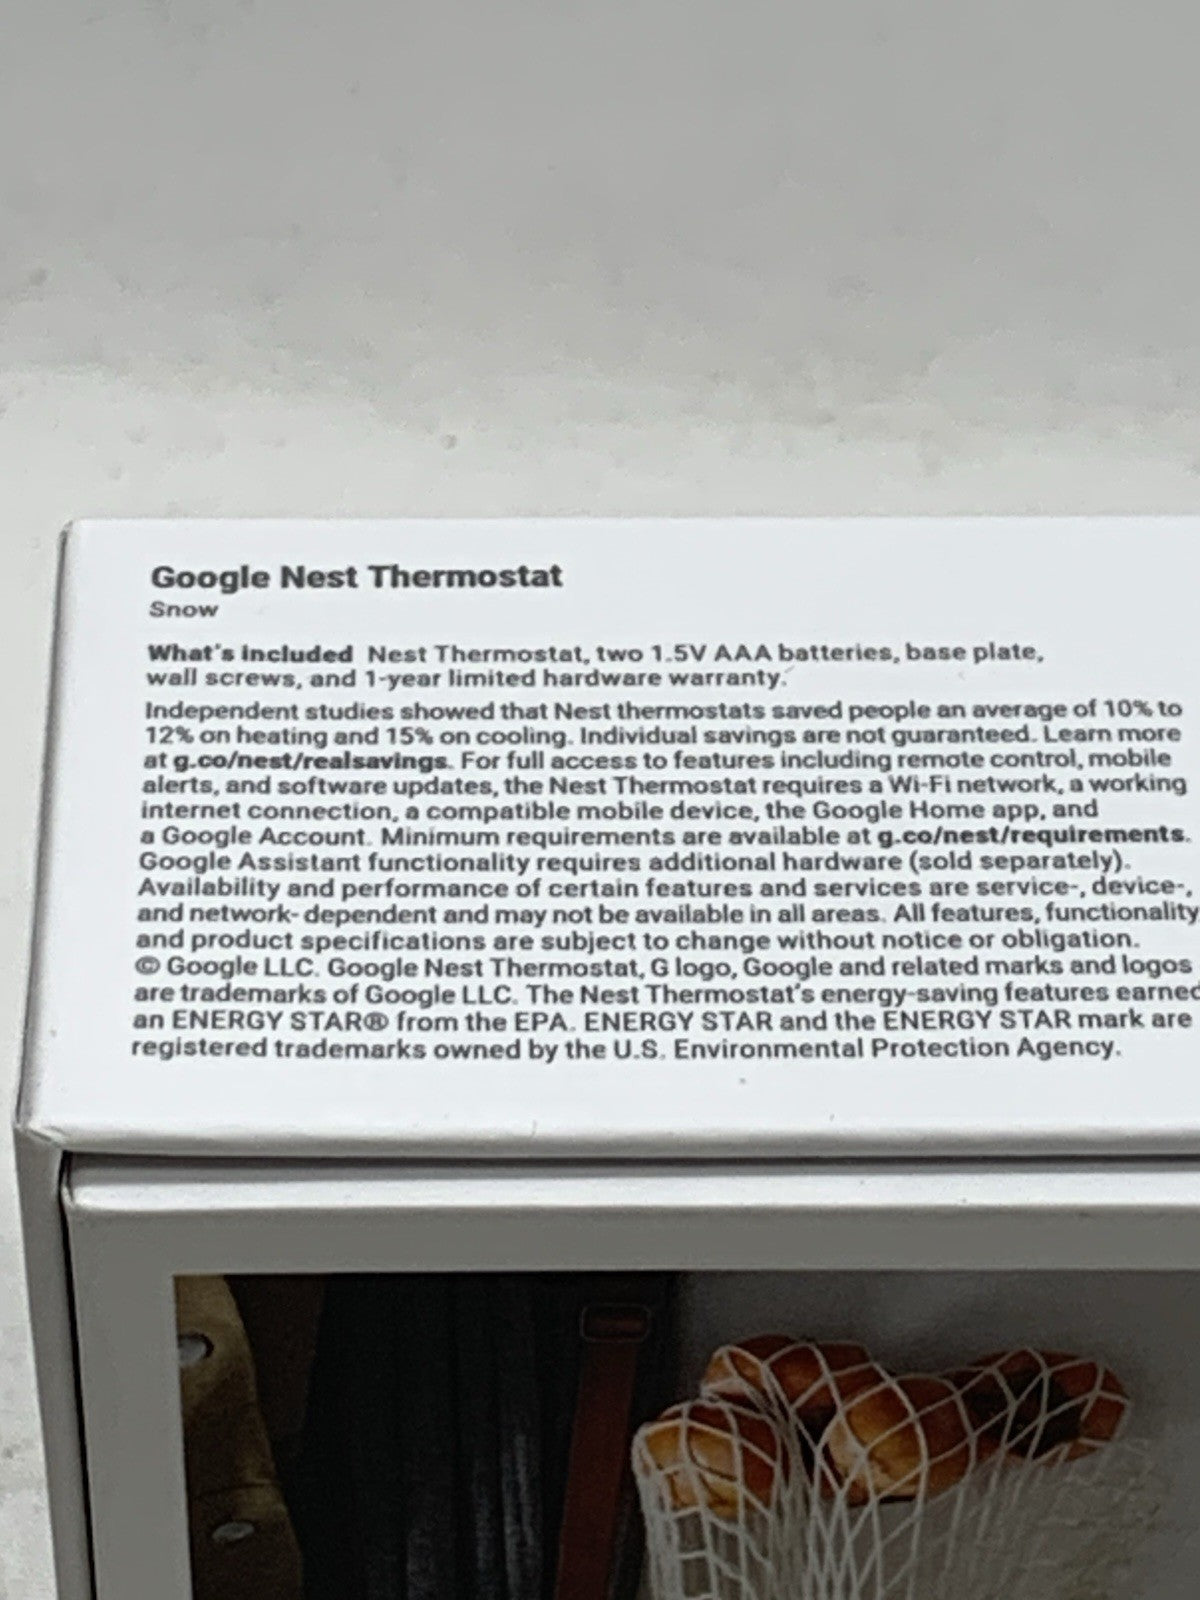 Google Nest Thermostat
Snow
What's included Nest Thermostat, two 1.5V AAA batteries, base plate,
wall screws, and 1-year limited hardware warranty.
Independent studies showed that Nest thermostats saved people an average of 10% to
12% on heating and 15% on cooling. Individual savings are not guaranteed. Learn more
at g.co/nest/realsavings. For full access to features including remote control, mobile
alerts, and software updates, the Nest Thermostat requires a Wi-Fi network, a working
internet connection, a compatible mobile device, the Google Home app, and
a Google Account. Minimum requirements are available at g.co/nest/requirements.
Google Assistant functionality requires additional hardware (sold separately).
Availability and performance of certain features and services are service-, device-,
and network- dependent and may not be available in all areas. All features, functionality
and product specifications are subject to change without notice or obligation.
© Google LLC. Google Nest Thermostat, G logo, Google and related marks and logos
are trademarks of Google LLC. The Nest Thermostat's energy-saving features earned
an ENERGY STAR® from the EPA. ENERGY STAR and the ENERGY STAR mark are
registered trademarks owned by the U.S. Environmental Protection Agency.